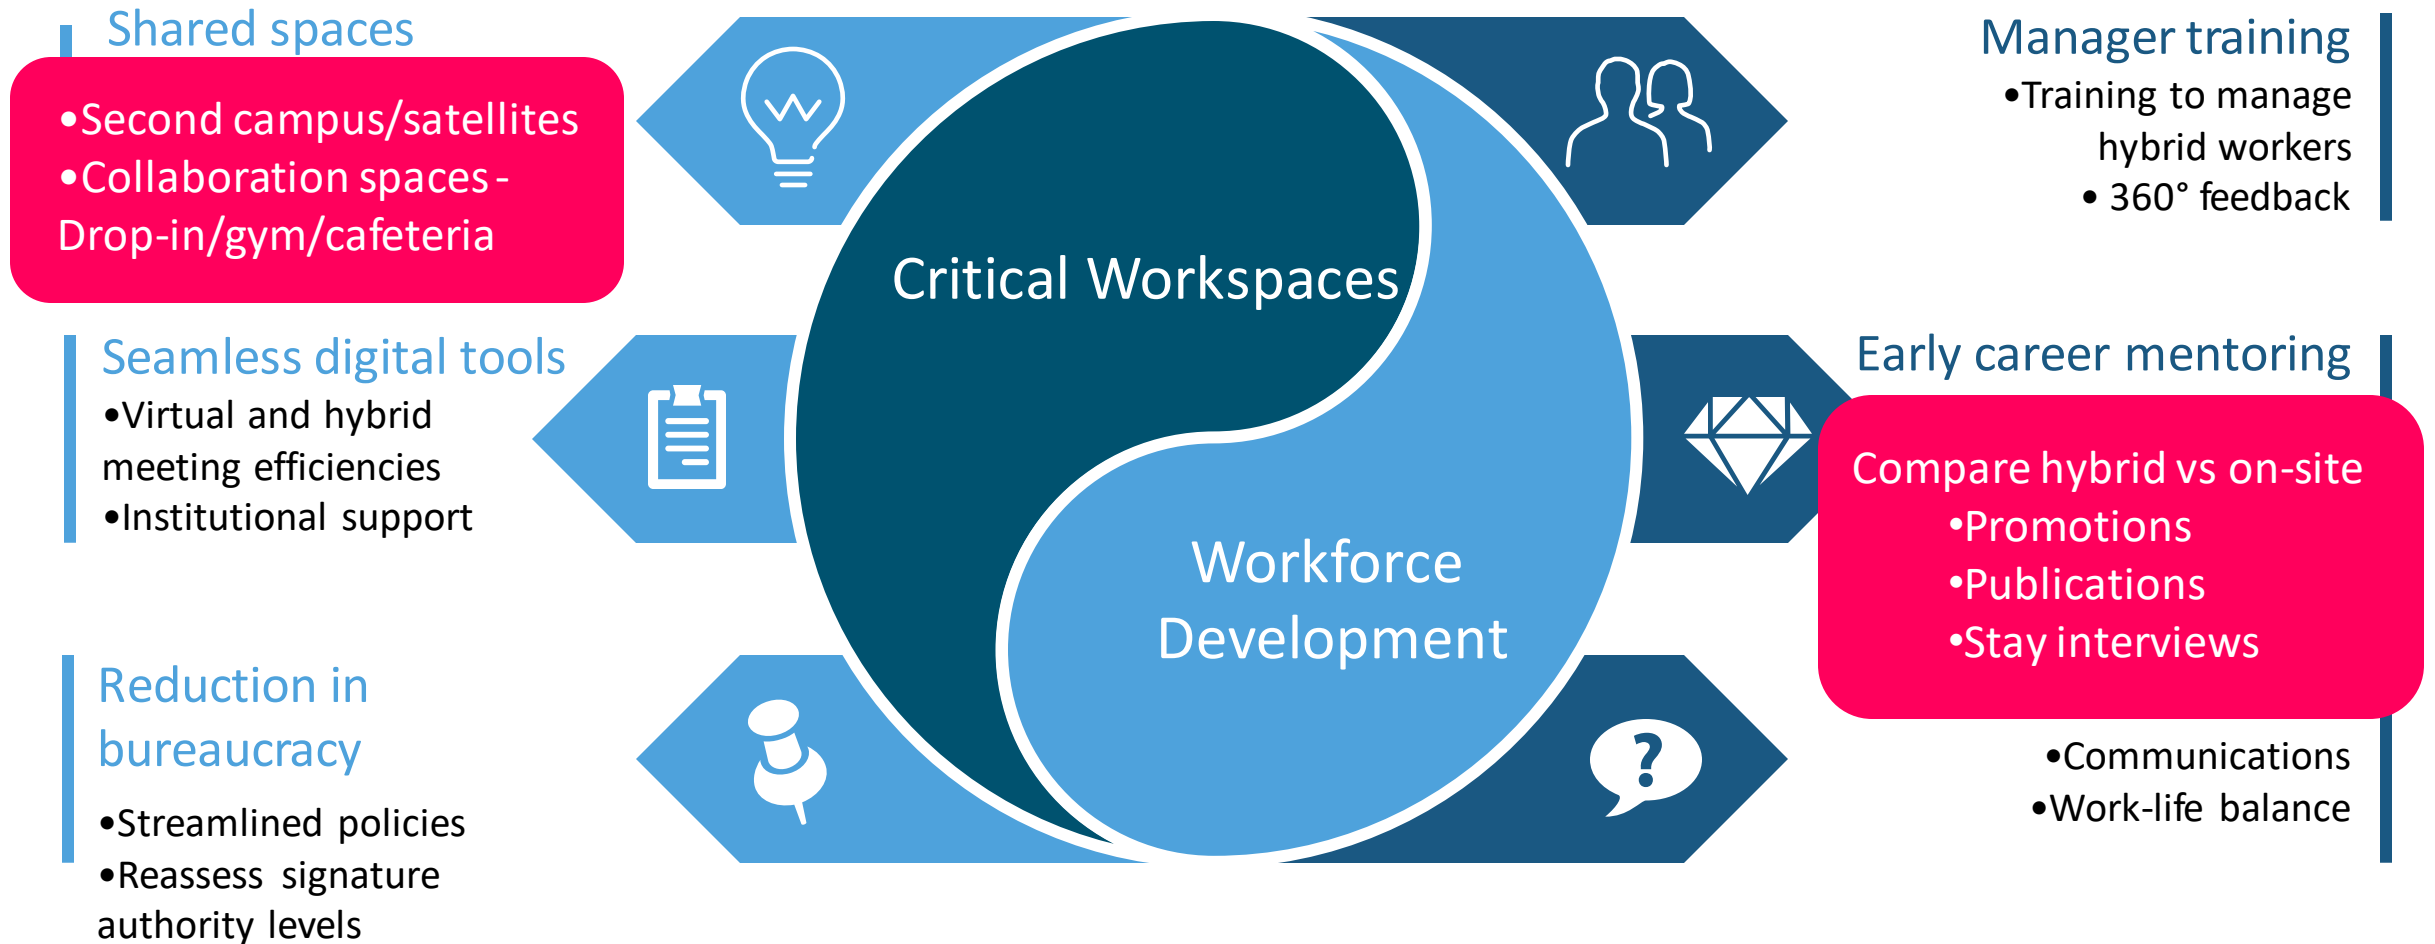 Shared spaces
•Second campus/satellites
•Collaboration spaces -
Drop-in/gym/cafeteria
Seamless digital tools
•Virtual and hybrid
meeting efficiencies
•Institutional support
Reduction in
bureaucracy
•Streamlined policies
•Reassess signature
authority levels
Critical Workspaces
Workforce
Development
?
Manager training
•Training to manage
hybrid workers
• 360° feedback
Early career mentoring
Compare hybrid vs on-site
•Promotions
•Publications
•Stay interviews
•Communications
•Work-life balance